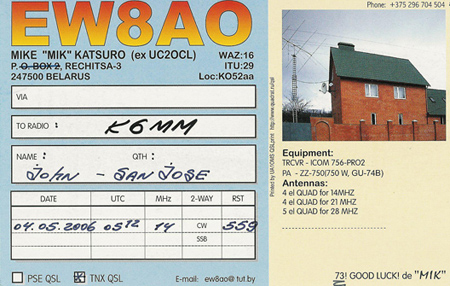 EW8AO
Phone: +375 296 704 504
MIKE "MIK" KATSURO (ex UC2OCL) WAZ:16
P. O. BOX 2, RECHITSA-3 ITU:29
247500 BELARUS Loc:KO52aa
VIA
TO RADIO : K6MM
NAME : QTH :
John - SAN JOSE
DATE UTC MHz 2-WAY RST
04.05.2006 0512 14 CW 559
SSB
PSE QSL TNX QSL E-mail: ew8ao@tut.by
Equipment:
TRCVR - ICOM 756-PRO2
PA - ZZ-750(750 W, GU-74B)
Antennas:
4 el QUAD for 14MHZ
4 el QUAD for 21 MHZ
5 el QUAD for 28 MHZ
73! GOOD LUCK! de "MIK"